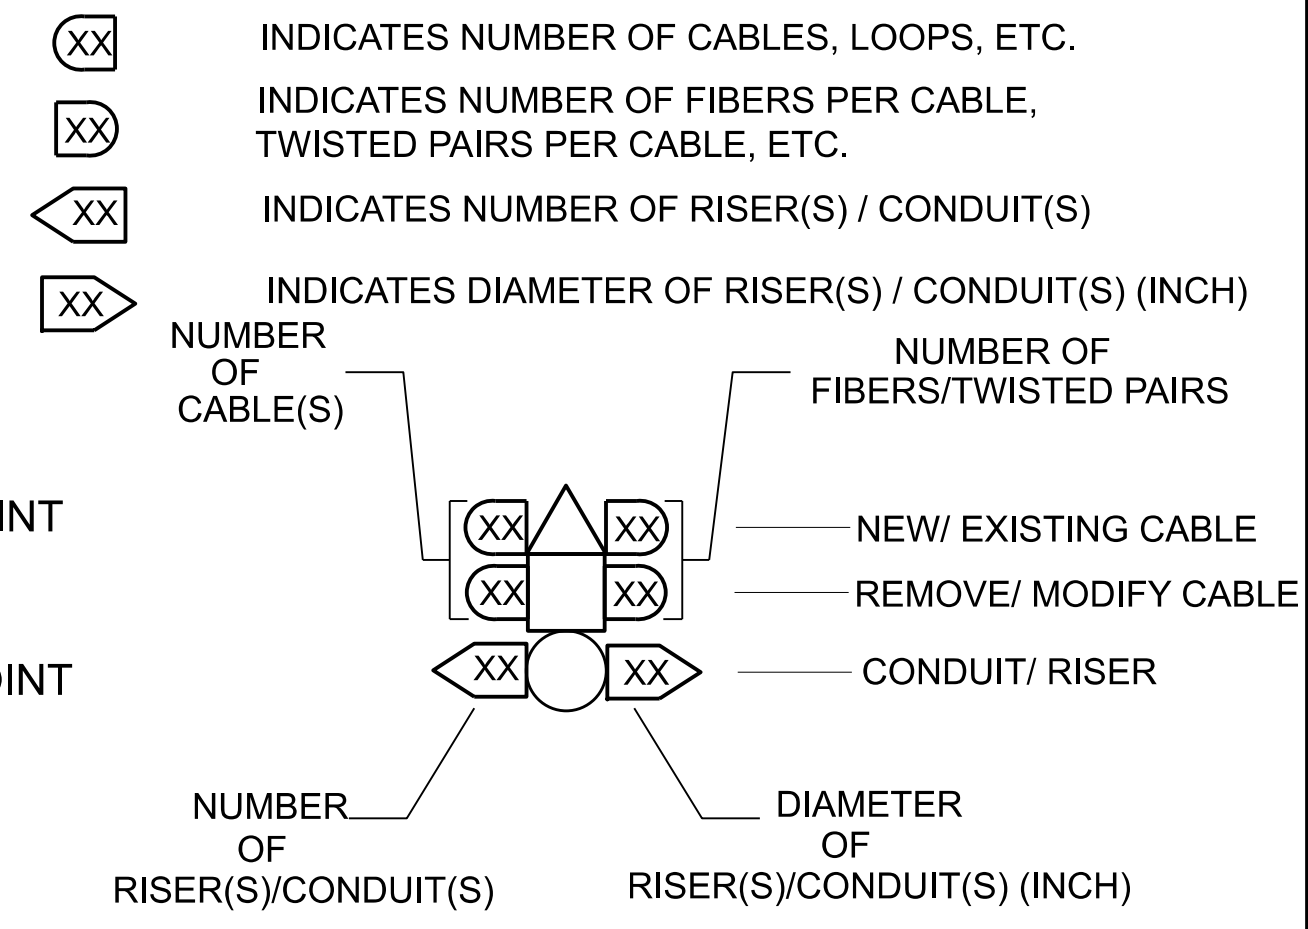 XX INDICATES NUMBER OF CABLES, LOOPS, ETC.
XX INDICATES NUMBER OF FIBERS PER CABLE,
TWISTED PAIRS PER CABLE, ETC.
XX INDICATES NUMBER OF RISER(S) / CONDUIT(S)
XX INDICATES DIAMETER OF RISER(S) / CONDUIT(S) (INCH)
NUMBER
OF
CABLE(S)
NUMBER OF
FIBERS/TWISTED PAIRS
XX XX NEW/ EXISTING CABLE
XX XX REMOVE/ MODIFY CABLE
XX XX CONDUIT/ RISER
NUMBER
OF
RISER(S)/CONDUIT(S)
DIAMETER
OF
RISER(S)/CONDUIT(S) (INCH)